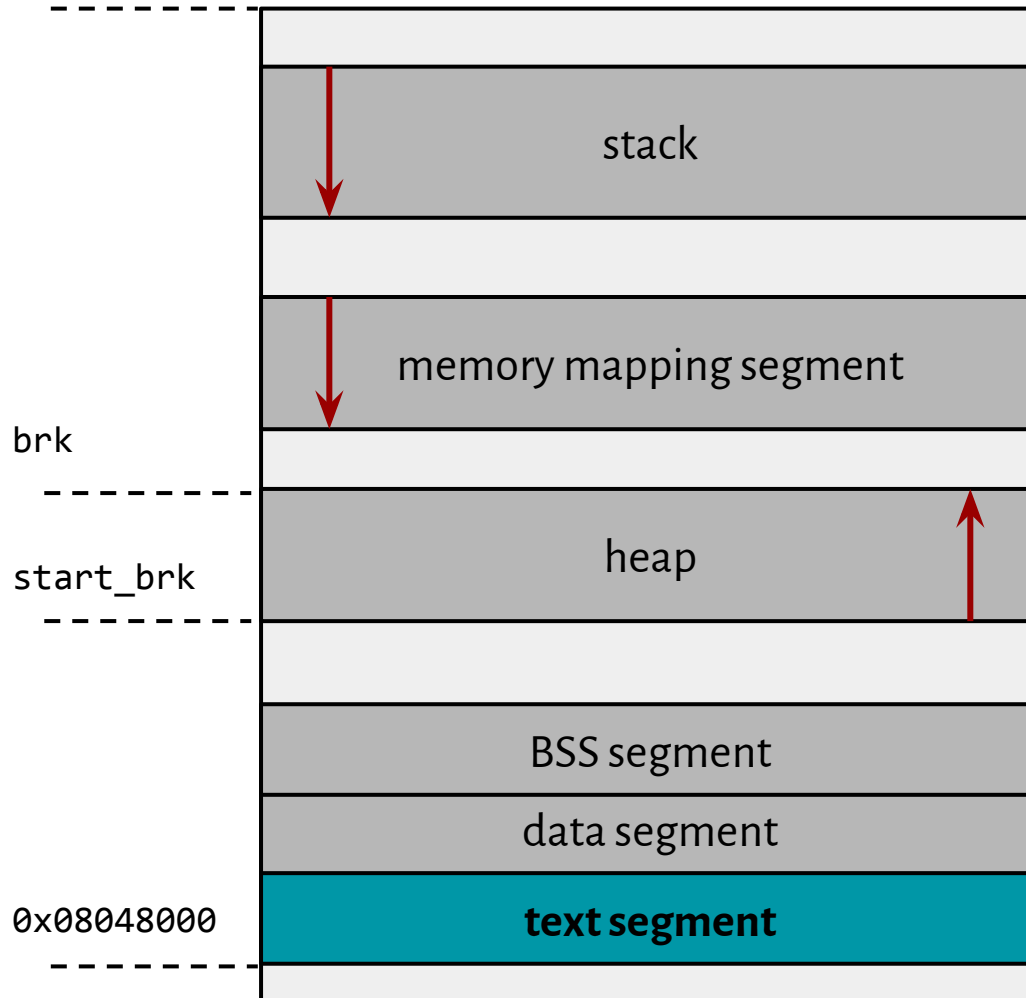 stack
memory mapping segment
brk
heap
start_brk
BSS segment
data segment
0x08048000
text segment